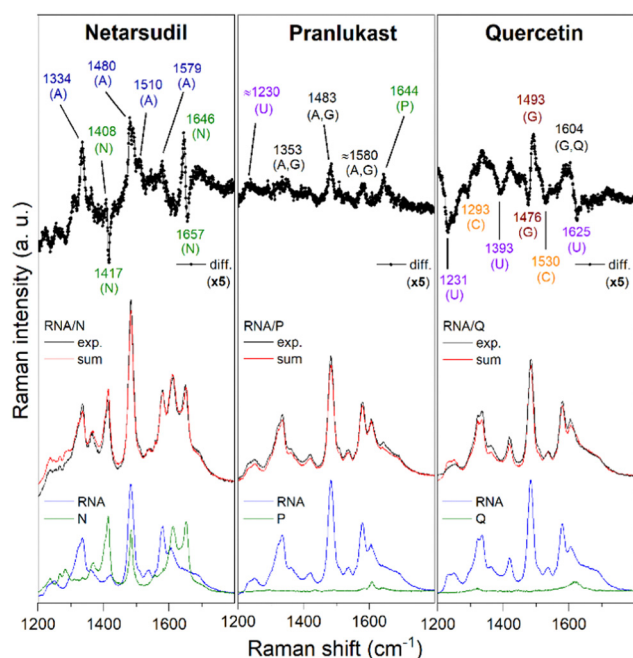 Netarsudil
Pranlukast
Quercetin
1334
(A)
1480
(A)
1510
(A)
1579
(A)
1408
(N)
1646
(N)
1417
(N)
1657
(N)
diff.
(x5)
≈1230
(U)
1353
(A,G)
1483
(A,G)
≈1580
(A,G)
1644
(P)
diff.
(x5)
1493
(G)
1604
(G,Q)
1293
(C)
1476
(G)
1625
(U)
1393
(U)
1530
(C)
1231
(U)
diff.
(x5)
RNA/N
exp.
sum
RNA/P
exp.
sum
RNA/Q
exp.
sum
RNA
N
RNA
P
RNA
Q
1200 1400 1600 1200 1400 1600 1200 1400 1600
Raman shift (cm⁻¹)
Raman intensity (a. u.)